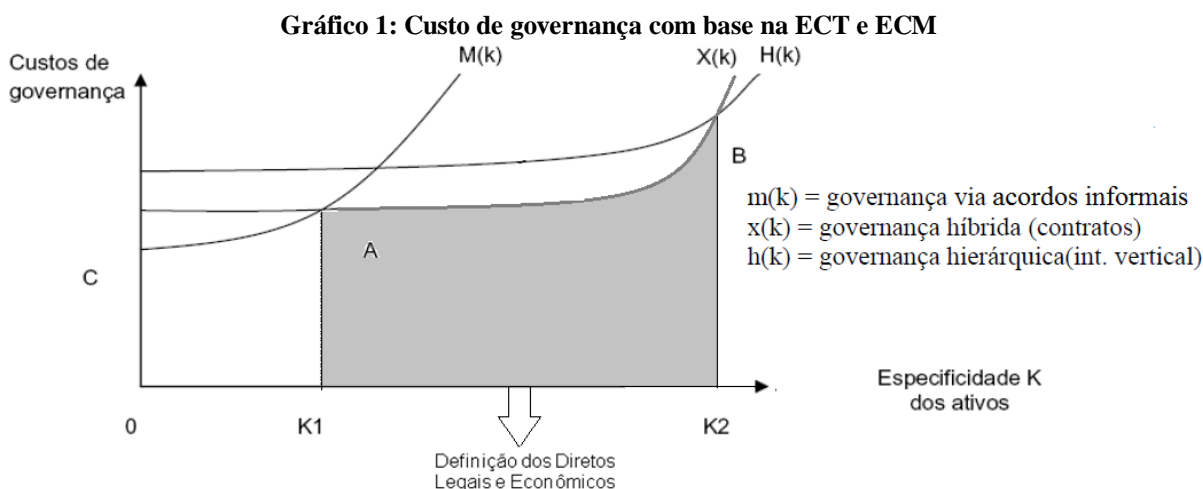 Gráfico 1: Custo de governança com base na ECT e ECM
Custos de
governança
M(k)
X(k)
H(k)
A
B
C
m(k) = governança via acordos informais
x(k) = governança híbrida (contratos)
h(k) = governança hierárquica(int. vertical)
Especificidade K
dos ativos
0
K1
K2
Definição dos Diretos
Legais e Econômicos